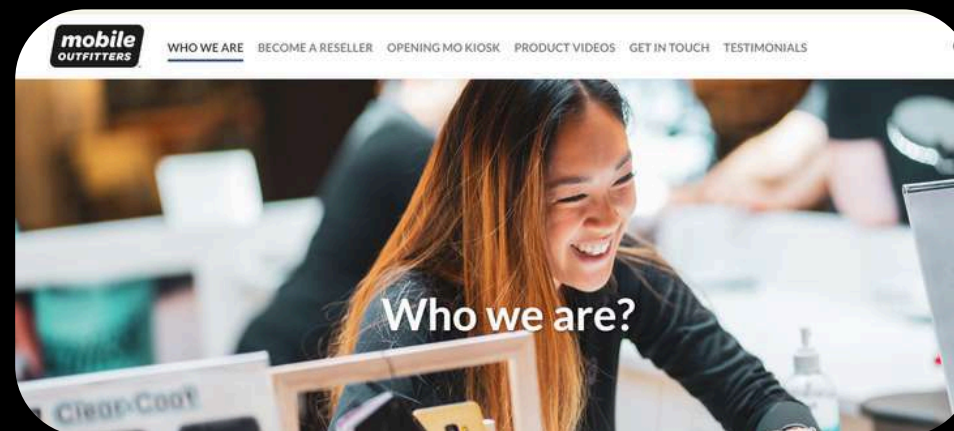 mobile
OUTFITTERS
WHO WE ARE BECOME A RESELLER OPENING MO KIOSK PRODUCT VIDEOS GET IN TOUCH TESTIMONIALS
Who we are?
Clear-Coat